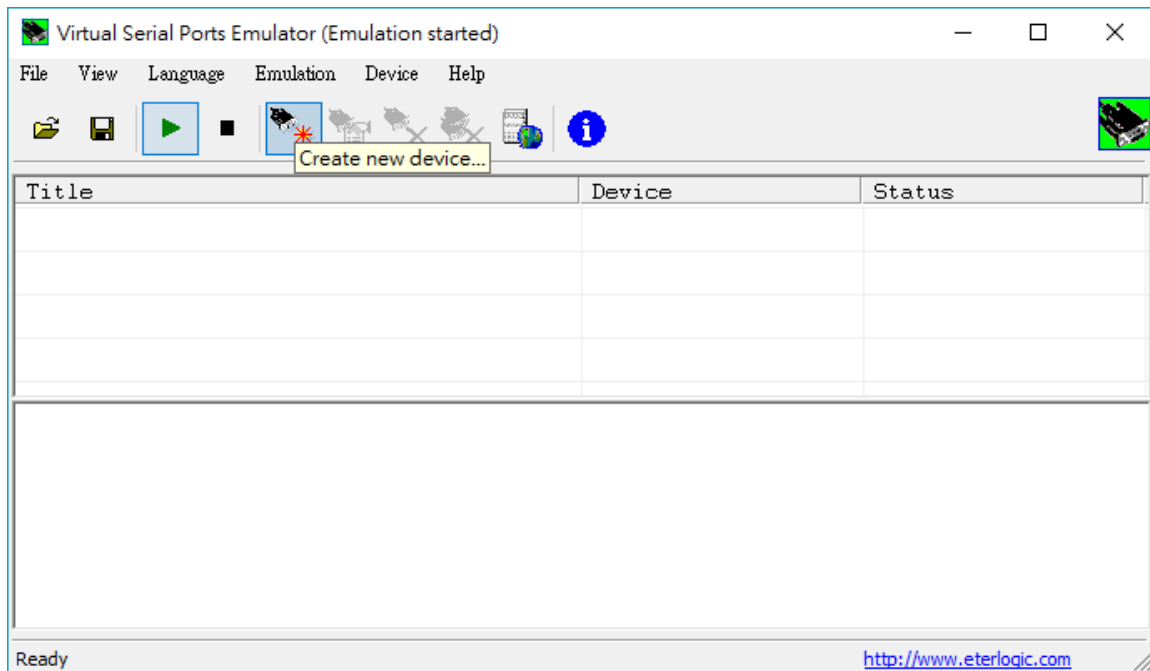 Virtual Serial Ports Emulator (Emulation started)
File View Language Emulation Device Help
Create new device...
Title Device Status
Ready http://www.eterlogic.com